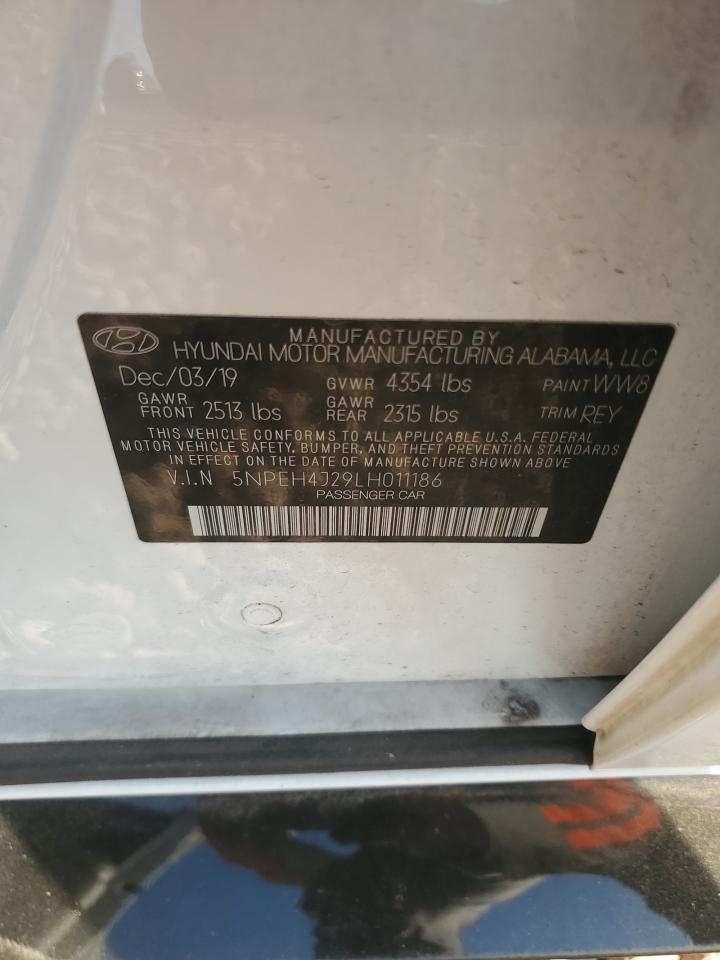 MANUFACTURED BY
HYUNDAI MOTOR MANUFACTURING ALABAMA, LLC
Dec/03/19 GVWR 4354 lbs PAINT WW8
GAWR FRONT 2513 lbs GAWR REAR 2315 lbs TRIM REY
THIS VEHICLE CONFORMS TO ALL APPLICABLE U.S.A. FEDERAL
MOTOR VEHICLE SAFETY, BUMPER, AND THEFT PREVENTION STANDARDS
IN EFFECT ON THE DATE OF MANUFACTURE SHOWN ABOVE
V.I.N 5NPEH4J29LH011186
PASSENGER CAR